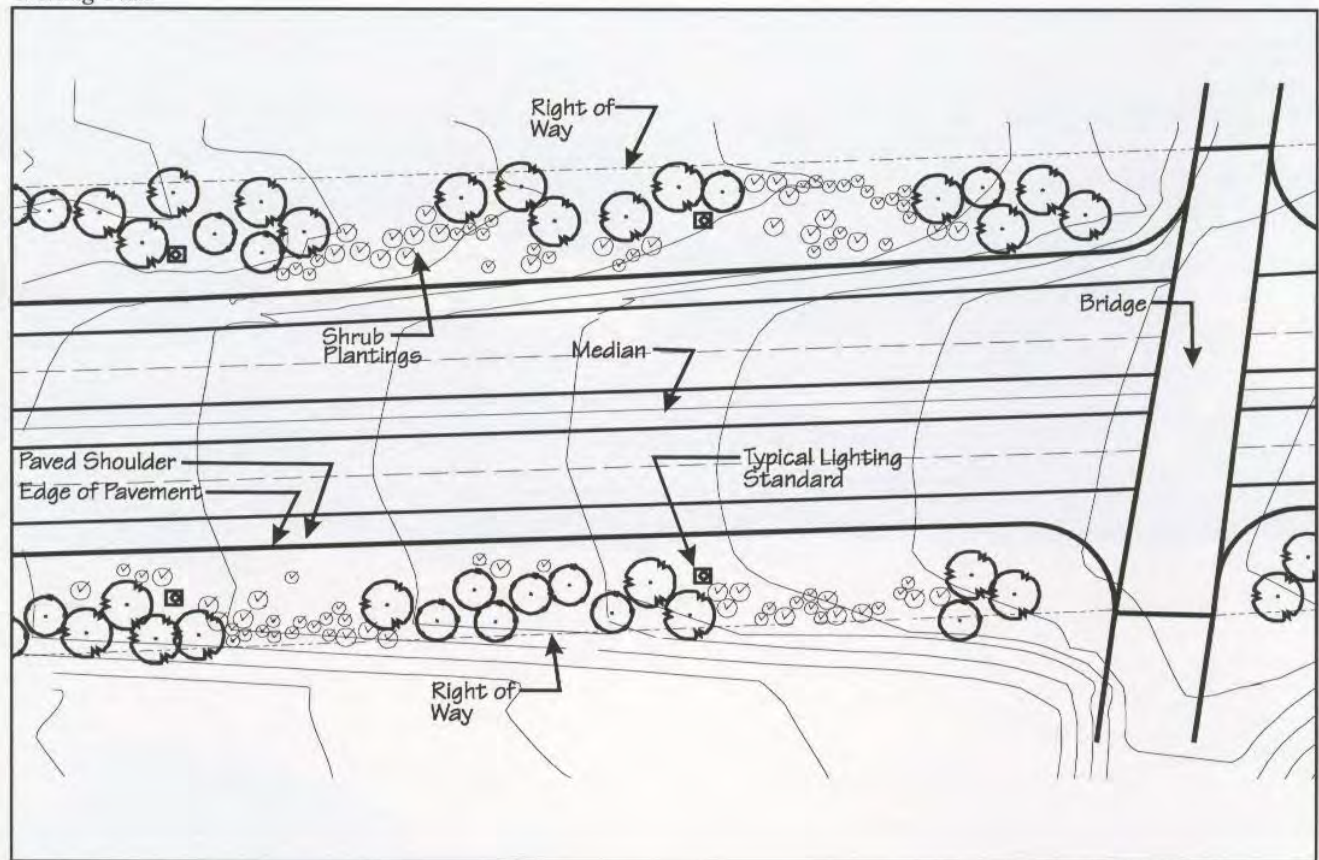 Right of
Way
Bridge
Shrub
Plantings
Median
Paved Shoulder
Typical Lighting
Standard
Edge of Pavement
Right of
Way